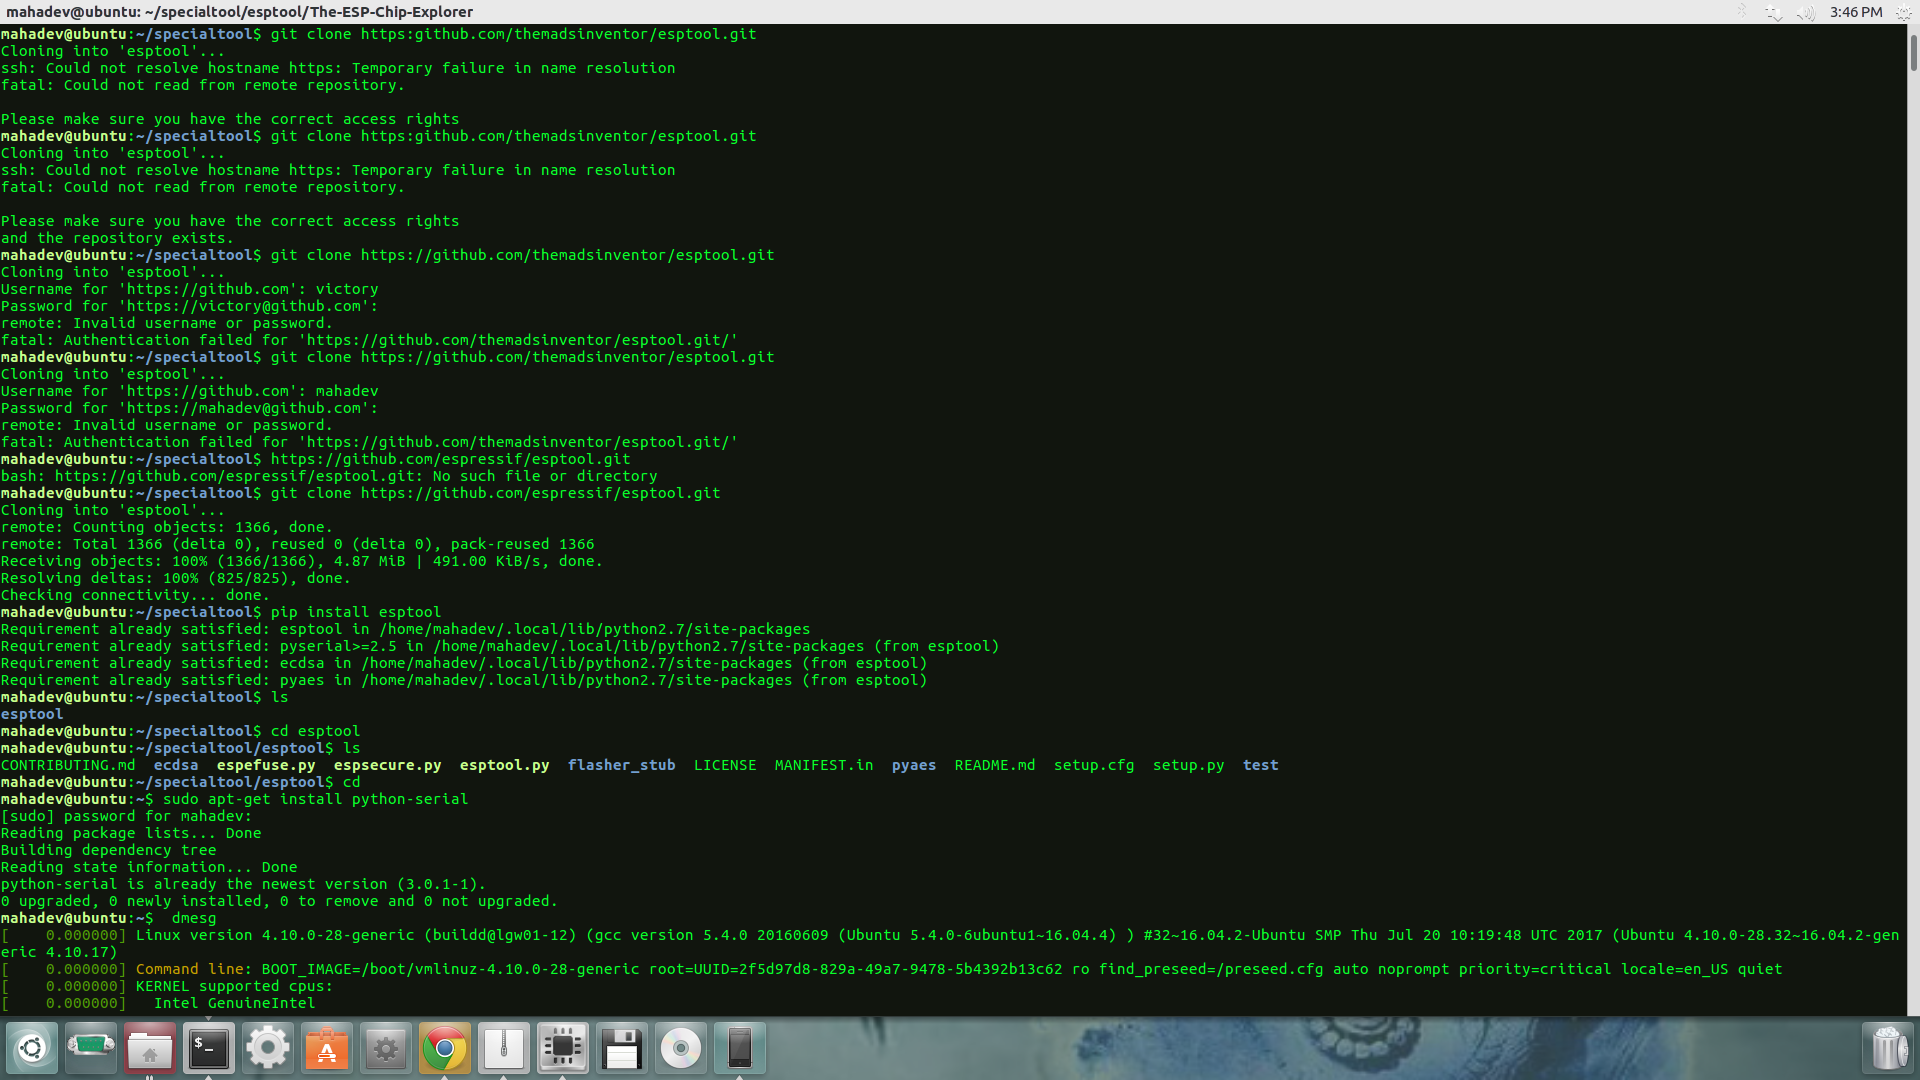 mahadev@ubuntu: ~/specialtool/esptool/The-ESP-Chip-Explorer
3:46 PM
mahadev@ubuntu:~/specialtool$ git clone https:github.com/themadsinventor/esptool.git
Cloning into 'esptool'...
ssh: Could not resolve hostname https: Temporary failure in name resolution
fatal: Could not read from remote repository.
Please make sure you have the correct access rights
mahadev@ubuntu:~/specialtool$ git clone https:github.com/themadsinventor/esptool.git
Cloning into 'esptool'...
ssh: Could not resolve hostname https: Temporary failure in name resolution
fatal: Could not read from remote repository.
Please make sure you have the correct access rights
and the repository exists.
mahadev@ubuntu:~/specialtool$ git clone https://github.com/themadsinventor/esptool.git
Cloning into 'esptool'...
Username for 'https://github.com': victory
Password for 'https://victory@github.com':
remote: Invalid username or password.
fatal: Authentication failed for 'https://github.com/themadsinventor/esptool.git/'
mahadev@ubuntu:~/specialtool$ git clone https://github.com/themadsinventor/esptool.git
Cloning into 'esptool'...
Username for 'https://github.com': mahadev
Password for 'https://mahadev@github.com':
remote: Invalid username or password.
fatal: Authentication failed for 'https://github.com/themadsinventor/esptool.git/'
mahadev@ubuntu:~/specialtool$ https://github.com/espressif/esptool.git
bash: https://github.com/espressif/esptool.git: No such file or directory
mahadev@ubuntu:~/specialtool$ git clone https://github.com/espressif/esptool.git
Cloning into 'esptool'...
remote: Counting objects: 1366, done.
remote: Total 1366 (delta 0), reused 0 (delta 0), pack-reused 1366
Receiving objects: 100% (1366/1366), 4.87 MiB | 491.00 KiB/s, done.
Resolving deltas: 100% (825/825), done.
Checking connectivity... done.
mahadev@ubuntu:~/specialtool$ pip install esptool
Requirement already satisfied: esptool in /home/mahadev/.local/lib/python2.7/site-packages
Requirement already satisfied: pyserial>=2.5 in /home/mahadev/.local/lib/python2.7/site-packages (from esptool)
Requirement already satisfied: ecdsa in /home/mahadev/.local/lib/python2.7/site-packages (from esptool)
Requirement already satisfied: pyaes in /home/mahadev/.local/lib/python2.7/site-packages (from esptool)
mahadev@ubuntu:~/specialtool$ ls
esptool
mahadev@ubuntu:~/specialtool$ cd esptool
mahadev@ubuntu:~/specialtool/esptool$ ls
CONTRIBUTING.md  ecdsa  espefuse.py  espsecure.py  esptool.py  flasher_stub  LICENSE  MANIFEST.in  pyaes  README.md  setup.cfg  setup.py  test
mahadev@ubuntu:~/specialtool/esptool$ cd
mahadev@ubuntu:~$ sudo apt-get install python-serial
[sudo] password for mahadev:
Reading package lists... Done
Building dependency tree
Reading state information... Done
python-serial is already the newest version (3.0.1-1).
0 upgraded, 0 newly installed, 0 to remove and 0 not upgraded.
mahadev@ubuntu:~$  dmesg
[    0.000000] Linux version 4.10.0-28-generic (buildd@lgw01-12) (gcc version 5.4.0 20160609 (Ubuntu 5.4.0-6ubuntu1~16.04.4) ) #32~16.04.2-Ubuntu SMP Thu Jul 20 10:19:48 UTC 2017 (Ubuntu 4.10.0-28.32~16.04.2-gen
eric 4.10.17)
[    0.000000] Command line: BOOT_IMAGE=/boot/vmlinuz-4.10.0-28-generic root=UUID=2f5d97d8-829a-49a7-9478-5b4392b13c62 ro find_preseed=/preseed.cfg auto noprompt priority=critical locale=en_US quiet
[    0.000000] KERNEL supported cpus:
[    0.000000]   Intel GenuineIntel